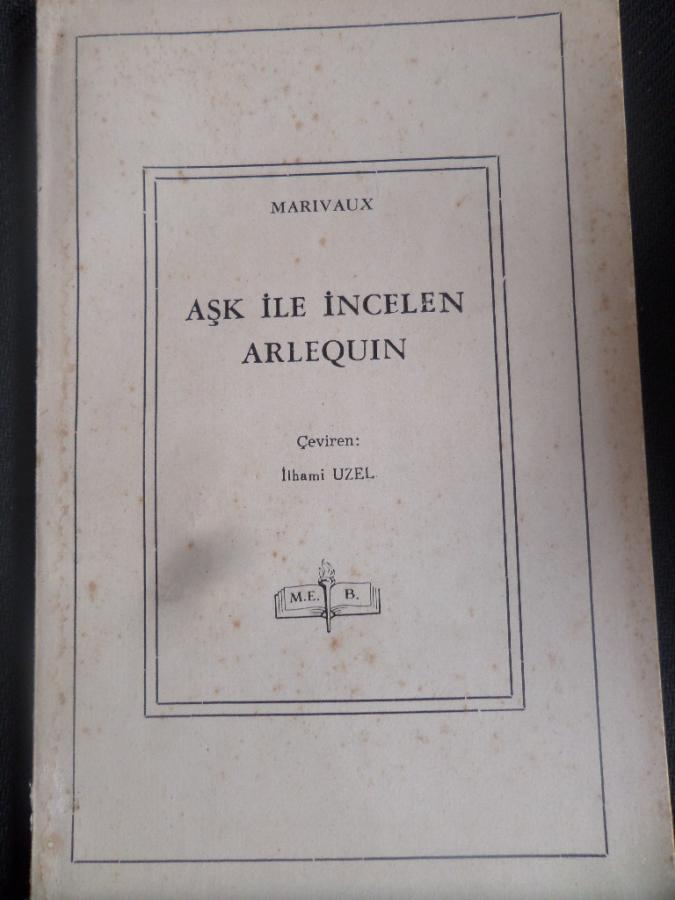 MARIVAUX
AŞK İLE İNCELEN
ARLEQUIN
Çeviren:
İlhami UZEL
M.E. B.